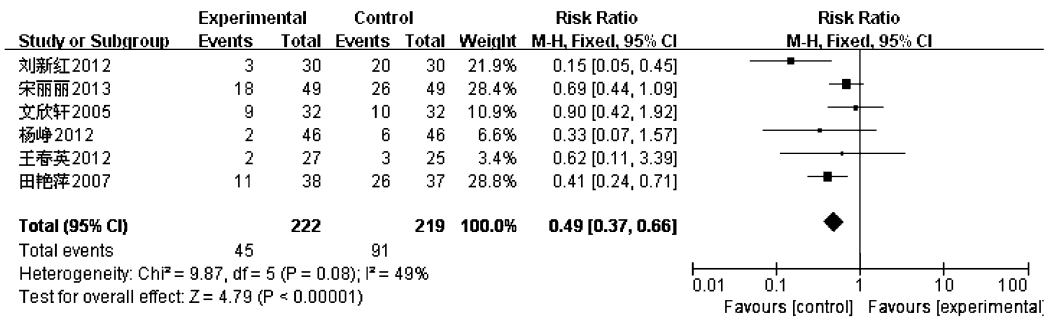 Experimental Control Risk Ratio Risk Ratio
Study or Subgroup Events Total Events Total Weight M-H, Fixed, 95% CI M-H, Fixed, 95% CI
刘新红2012 3 30 20 30 21.9% 0.15 [0.05, 0.45]
宋丽丽2013 18 49 26 49 28.4% 0.69 [0.44, 1.09]
文欣轩2005 9 32 10 32 10.9% 0.90 [0.42, 1.92]
杨峥2012 2 46 6 46 6.6% 0.33 [0.07, 1.57]
王春英2012 2 27 3 25 3.4% 0.62 [0.11, 3.39]
田艳萍2007 11 38 26 37 28.8% 0.41 [0.24, 0.71]
Total (95% CI) 222 219 100.0% 0.49 [0.37, 0.66]
Total events 45 91
Heterogeneity: Chi² = 9.87, df = 5 (P = 0.08); I² = 49%
Test for overall effect: Z = 4.79 (P < 0.00001)
0.01 0.1 1 10 100
Favours [control] Favours [experimental]